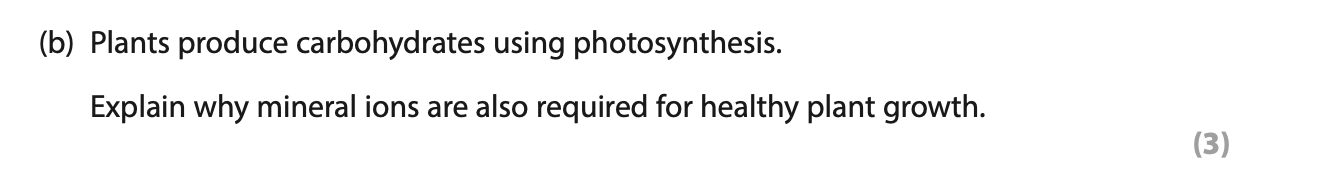 (b) Plants produce carbohydrates using photosynthesis.
Explain why mineral ions are also required for healthy plant growth.
(3)